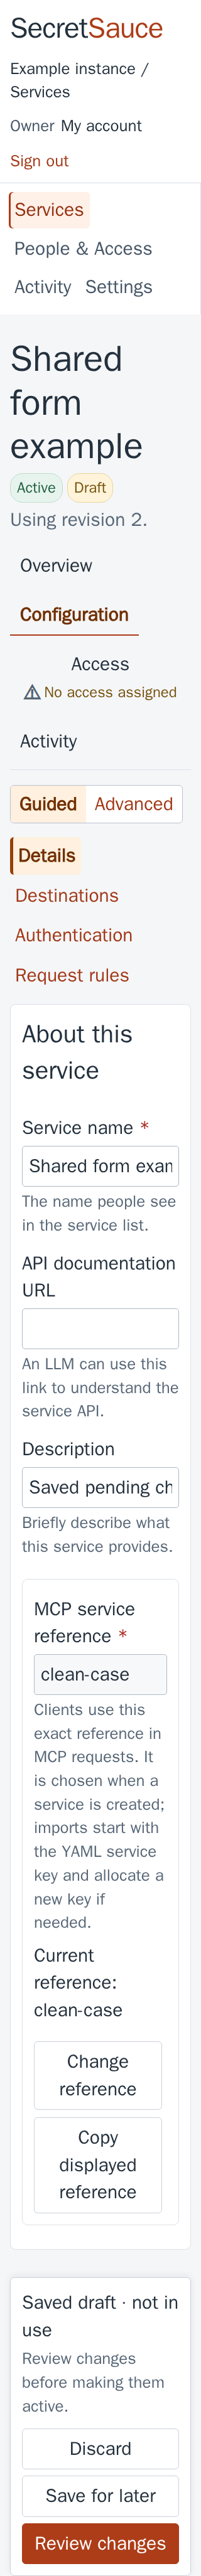 SecretSauce
Example instance /
Services
Owner My account
Sign out
Services
People & Access
Activity Settings
Shared
form
example
Active Draft
Using revision 2.
Overview
Configuration
Access
No access assigned
Activity
Guided Advanced
Details
Destinations
Authentication
Request rules
About this
service
Service name *
Shared form exam
The name people see
in the service list.
API documentation
URL
An LLM can use this
link to understand the
service API.
Description
Saved pending ch
Briefly describe what
this service provides.
MCP service
reference *
clean-case
Clients use this
exact reference in
MCP requests. It
is chosen when a
service is created;
imports start with
the YAML service
key and allocate a
new key if
needed.
Current
reference:
clean-case
Change
reference
Copy
displayed
reference
Saved draft · not in
use
Review changes
before making them
active.
Discard
Save for later
Review changes